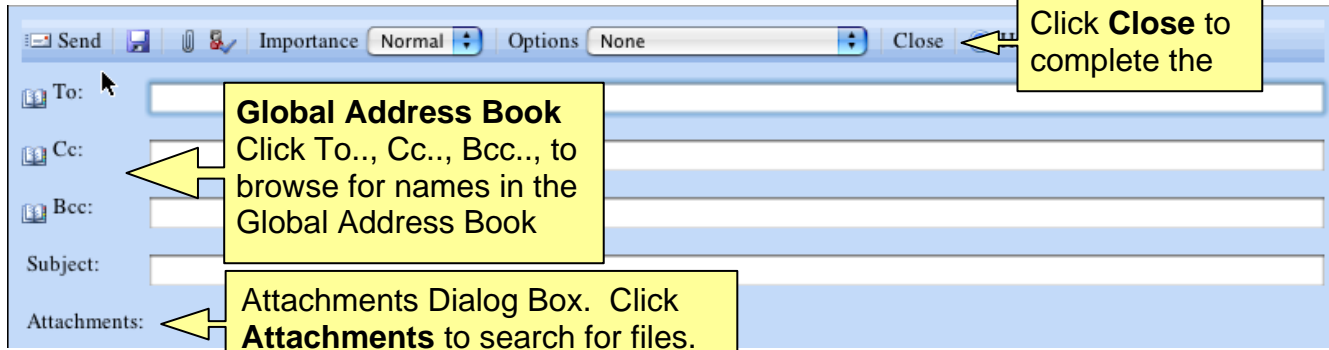 Send Importance Normal Options None Close
Click Close to
complete the
To:
Global Address Book
Click To.., Cc.., Bcc.., to
browse for names in the
Global Address Book
Cc:
Bcc:
Subject:
Attachments Dialog Box. Click
Attachments to search for files.
Attachments: